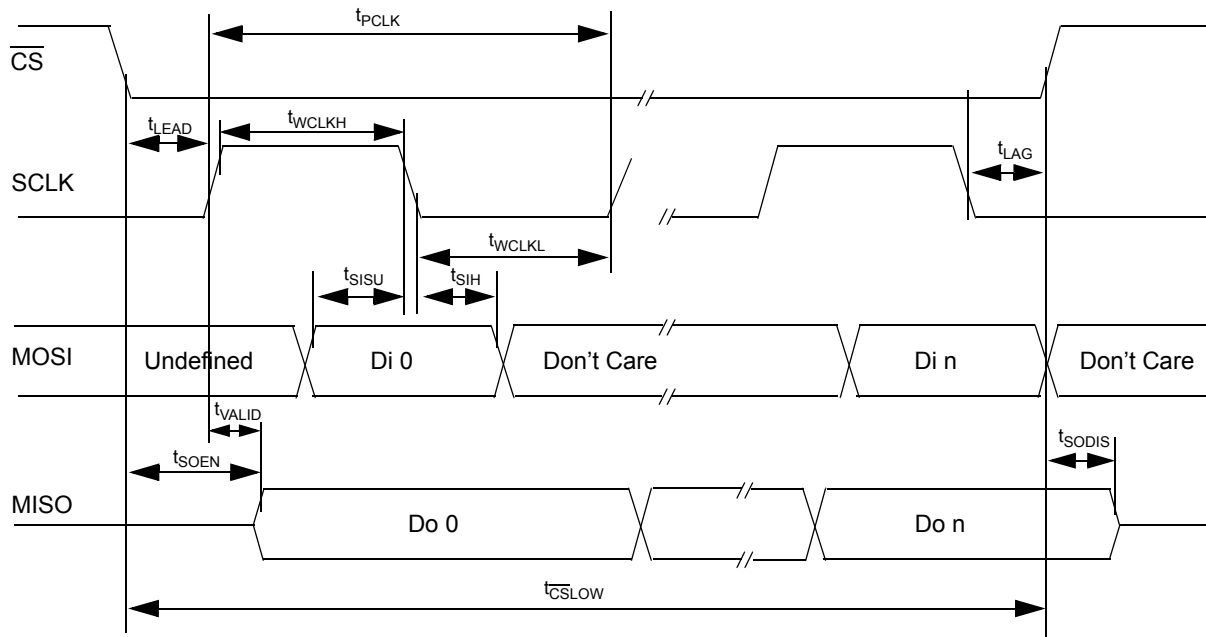 tPCLK
CS
tLEAD
tWCLKH
tLAG
SCLK
tWCLKL
tSISU
tSIH
MOSI
Undefined
Di 0
Don't Care
Di n
Don't Care
tVALID
tSOEN
tSODIS
MISO
Do 0
Do n
tCSLOW